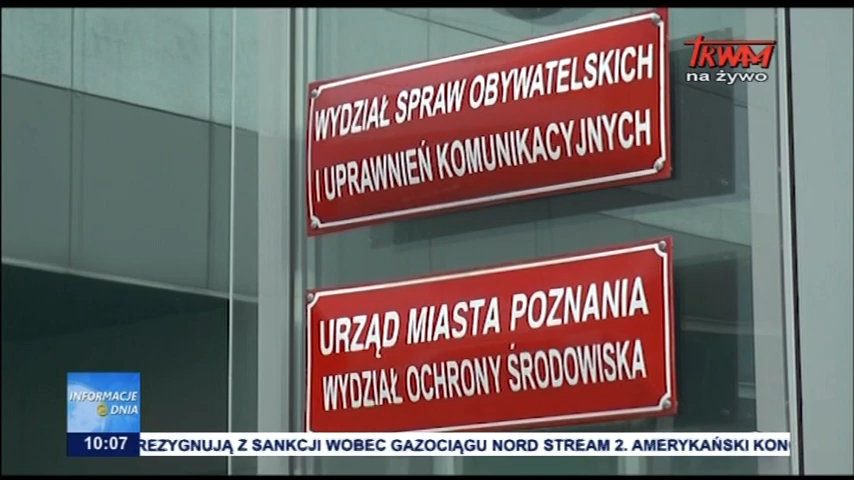 TRWAM
na żywo
WYDZIAŁ SPRAW OBYWATELSKICH
I UPRAWNIEŃ KOMUNIKACYJNYCH
URZĄD MIASTA POZNANIA
WYDZIAŁ OCHRONY ŚRODOWISKA
INFORMACJE
DNIA
10:07 REZYGNUJĄ Z SANKCJI WOBEC GAZOCIĄGU NORD STREAM 2. AMERYKAŃSKI